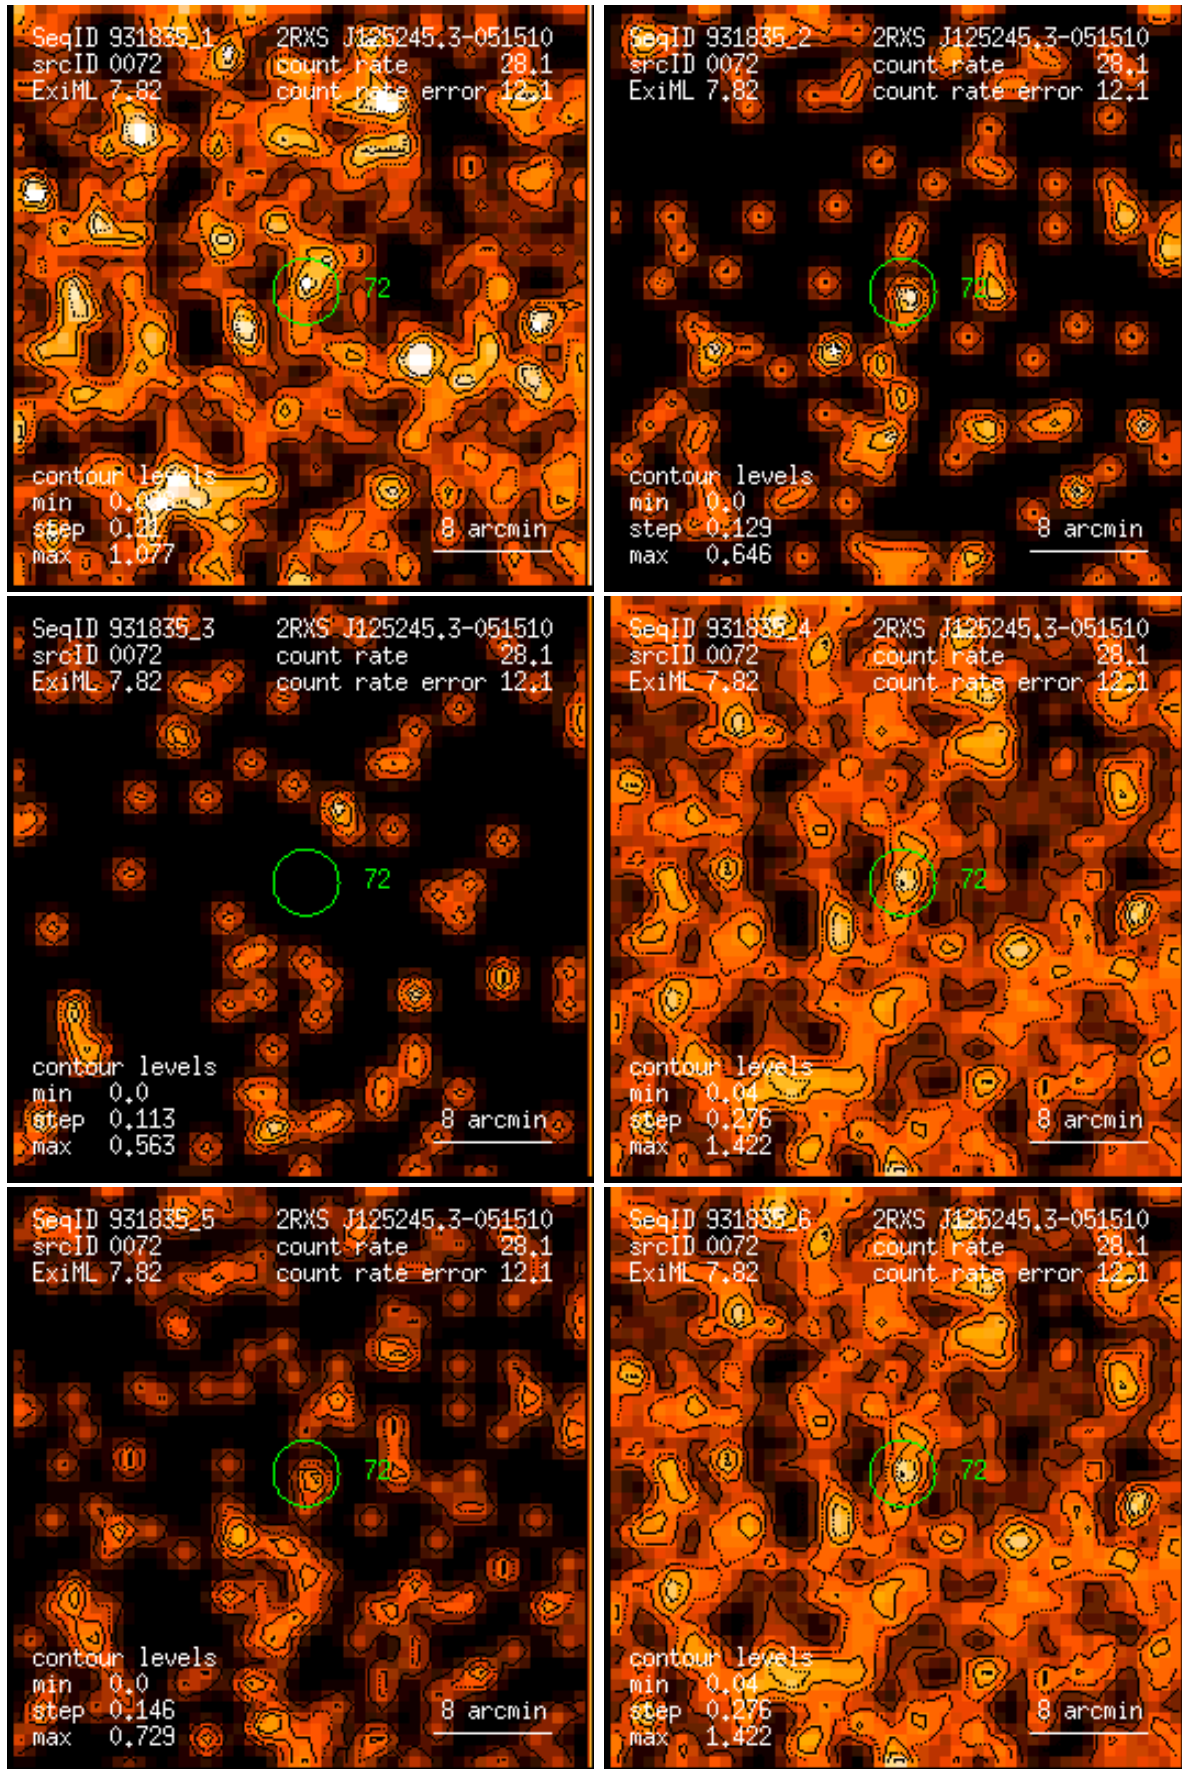 SeqID 931835_1 2RXS J125245.3-051510
srcID 0072 count rate 28.1
ExiML 7.82 count rate error 12.1
72
contour levels
min
step 0.21 8 arcmin
max 1.077
SeqID 931835_2 2RXS J125245.3-051510
srcID 0072 count rate 28.1
ExiML 7.82 count rate error 12.1
72
contour levels
min 0.0
step 0.129 8 arcmin
max 0.646
SeqID 931835_3 2RXS J125245.3-051510
srcID 0072 count rate 28.1
ExiML 7.82 count rate error 12.1
72
contour levels
min 0.0
step 0.113 8 arcmin
max 0.563
SeqID 931835_4 2RXS J125245.3-051510
srcID 0072 count rate 28.1
ExiML 7.82 count rate error 12.1
72
contour levels
min 0.04
step 0.276 8 arcmin
max 1.422
SeqID 931835_5 2RXS J125245.3-051510
srcID 0072 count rate 28.1
ExiML 7.82 count rate error 12.1
72
contour levels
min 0.0
step 0.146 8 arcmin
max 0.729
SeqID 931835_6 2RXS J125245.3-051510
srcID 0072 count rate 28.1
ExiML 7.82 count rate error 12.1
72
contour levels
min 0.04
step 0.276 8 arcmin
max 1.422